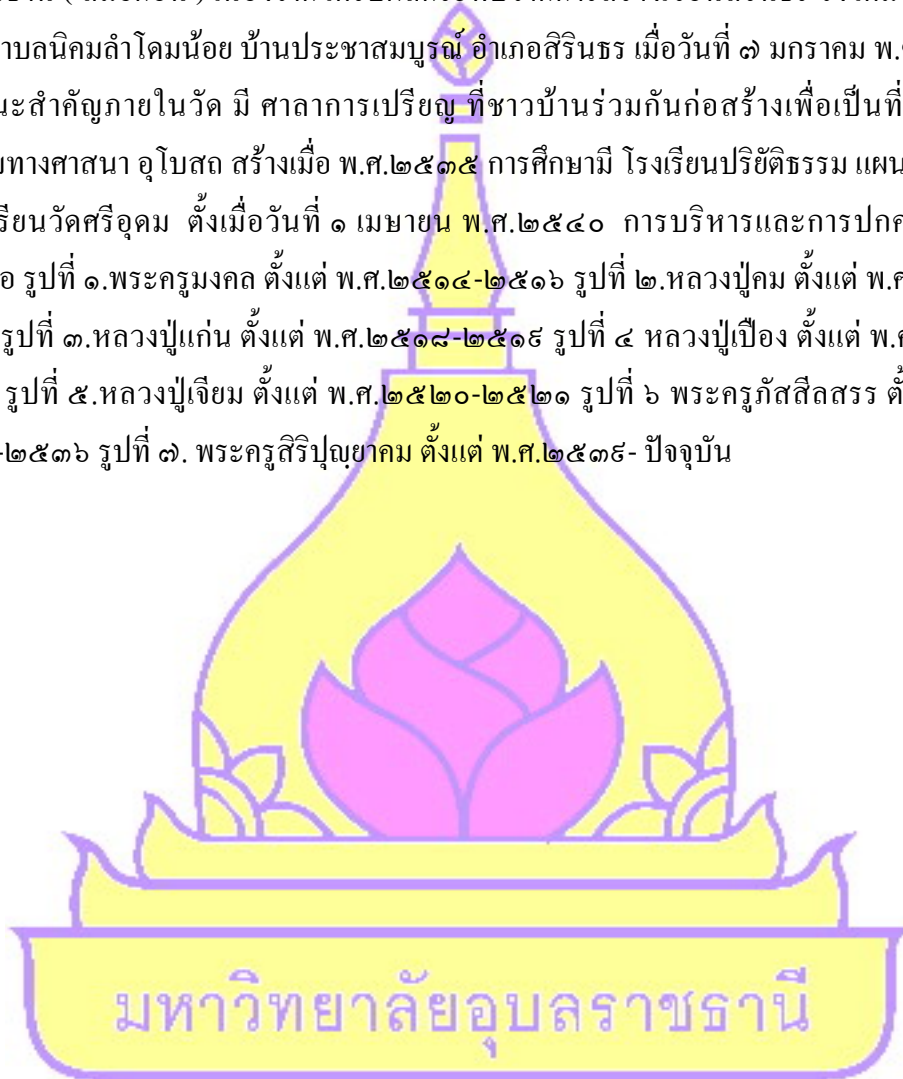 าบลนิคมลำโดมน้อย บ้านประชาสมบูรณ์ อำเภอสิรินธร เมื่อวันที่ ๗ มกราคม พ.
นะสำคัญภายในวัด มี ศาลาการเปรียญ ที่ชาวบ้านร่วมกันก่อสร้างเพื่อเป็นที่
มทางศาสนา อุโบสถ สร้างเมื่อ พ.ศ.๒๕๓๕ การศึกษามี โรงเรียนปริยัติธรรม แผน
รียนวัดศรีอุดม ตั้งเมื่อวันที่ ๑ เมษายน พ.ศ.๒๕๔๐ การบริหารและการปกค
อ รูปที่ ๑.พระครูมงคล ตั้งแต่ พ.ศ.๒๕๑๔-๒๕๑๖ รูปที่ ๒.หลวงปู่คม ตั้งแต่ พ.ศ
รูปที่ ๓.หลวงปู่แก่น ตั้งแต่ พ.ศ.๒๕๑๘-๒๕๑๙ รูปที่ ๔ หลวงปู่เปือง ตั้งแต่ พ.ศ
รูปที่ ๕.หลวงปู่เจียม ตั้งแต่ พ.ศ.๒๕๒๐-๒๕๒๑ รูปที่ ๖ พระครูภัสสีลสรร ตั้
-๒๕๓๖ รูปที่ ๗. พระครูสิริปุญฺยาคม ตั้งแต่ พ.ศ.๒๕๓๙- ปัจจุบัน
มหาวิทยาลัยอุบลราชธานี